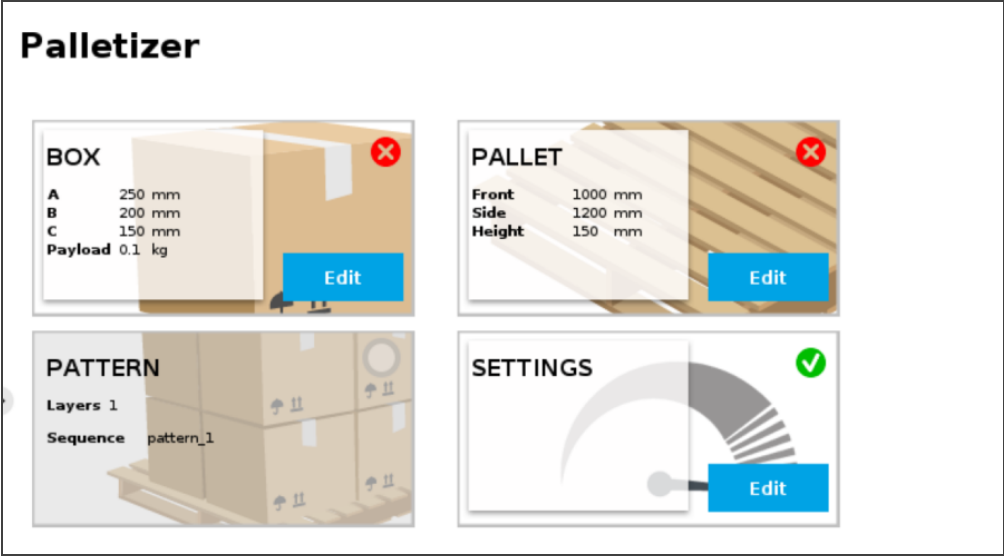 Palletizer
BOX
A 250 mm
B 200 mm
C 150 mm
Payload 0.1 kg
Edit
PALLET
Front 1000 mm
Side 1200 mm
Height 150 mm
Edit
PATTERN
Layers 1
Sequence pattern_1
SETTINGS
Edit